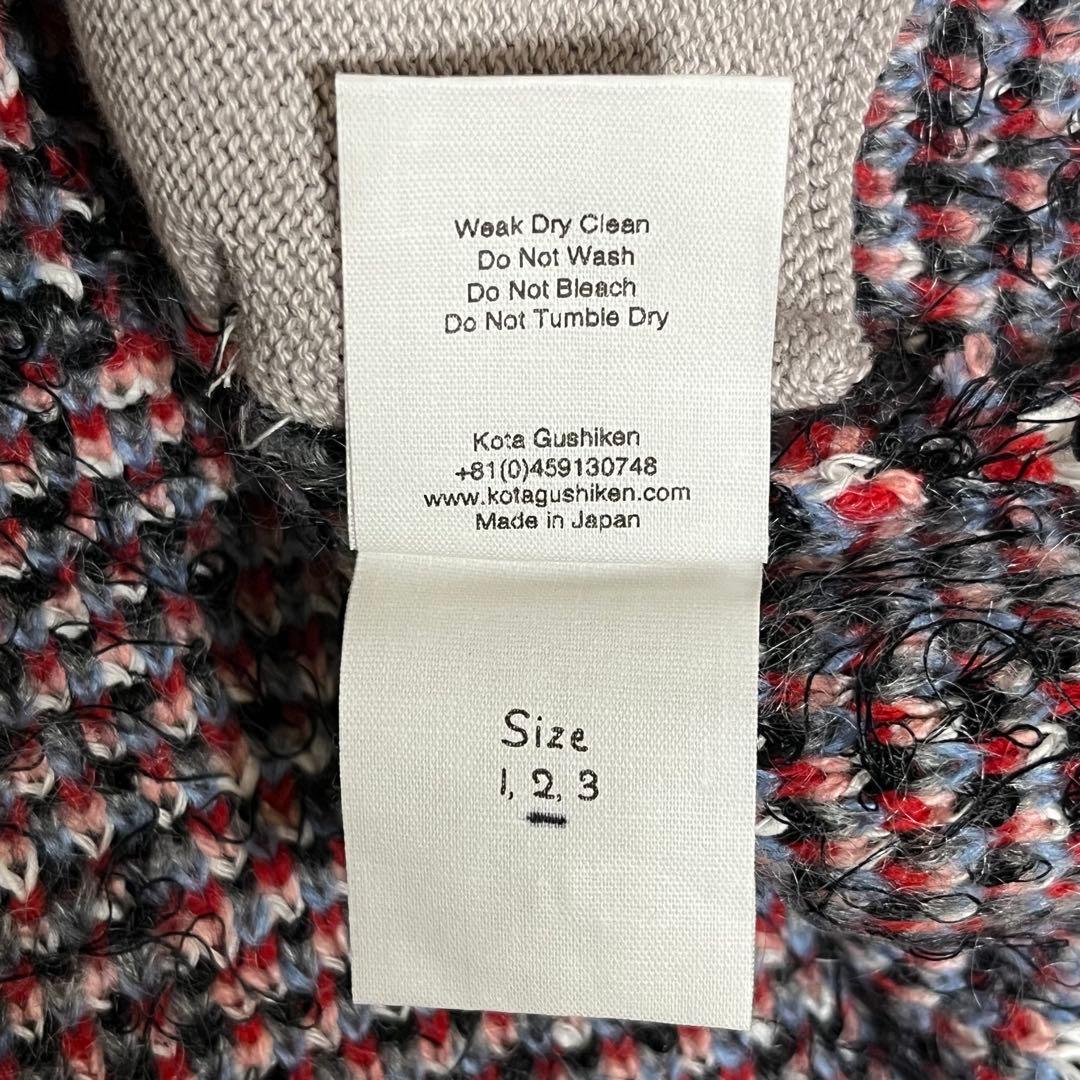 Weak Dry Clean
Do Not Wash
Do Not Bleach
Do Not Tumble Dry
Kota Gushiken
+81(0)459130748
www.kotagushiken.com
Made in Japan
Size
1, 2, 3